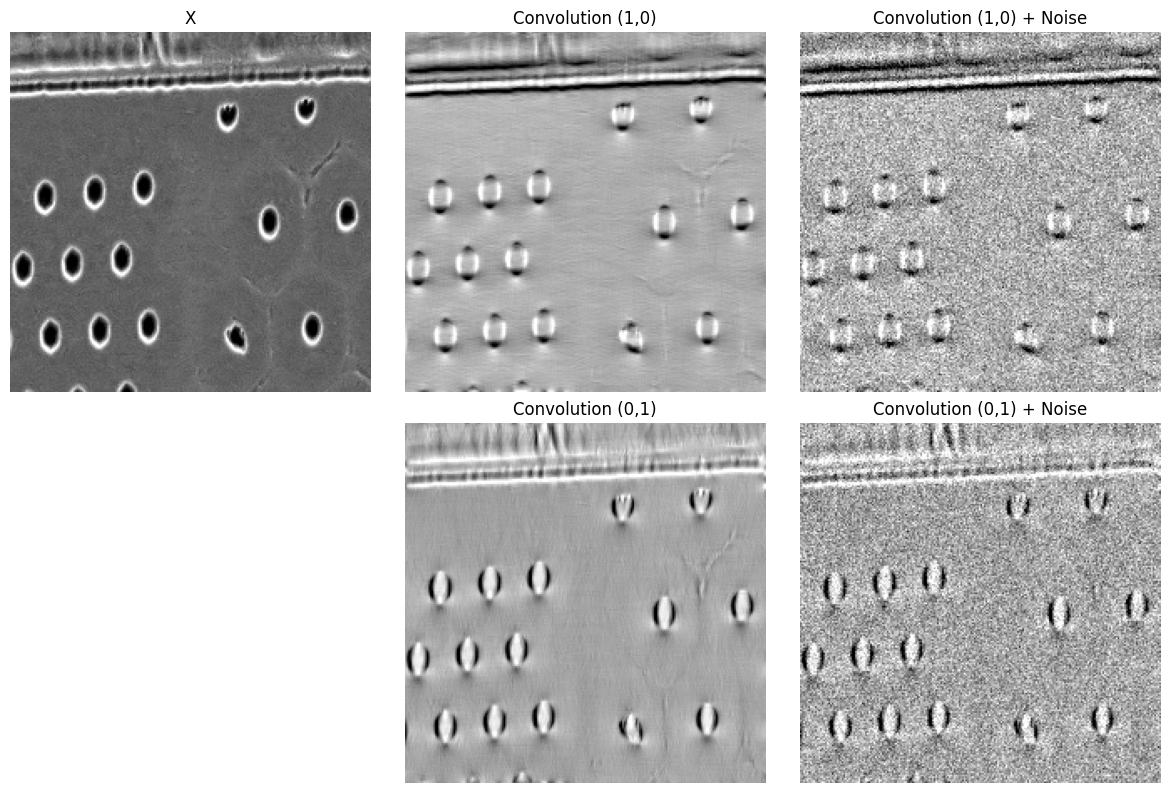 X
Convolution (1,0)
Convolution (1,0) + Noise
Convolution (0,1)
Convolution (0,1) + Noise